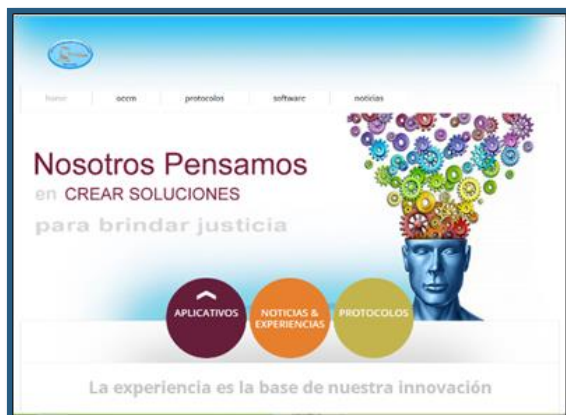 home occm protocolos software noticias
Nosotros Pensamos
en CREAR SOLUCIONES
para brindar justicia
APLICATIVOS
NOTICIAS &
EXPERIENCIAS
PROTOCOLOS
La experiencia es la base de nuestra innovación